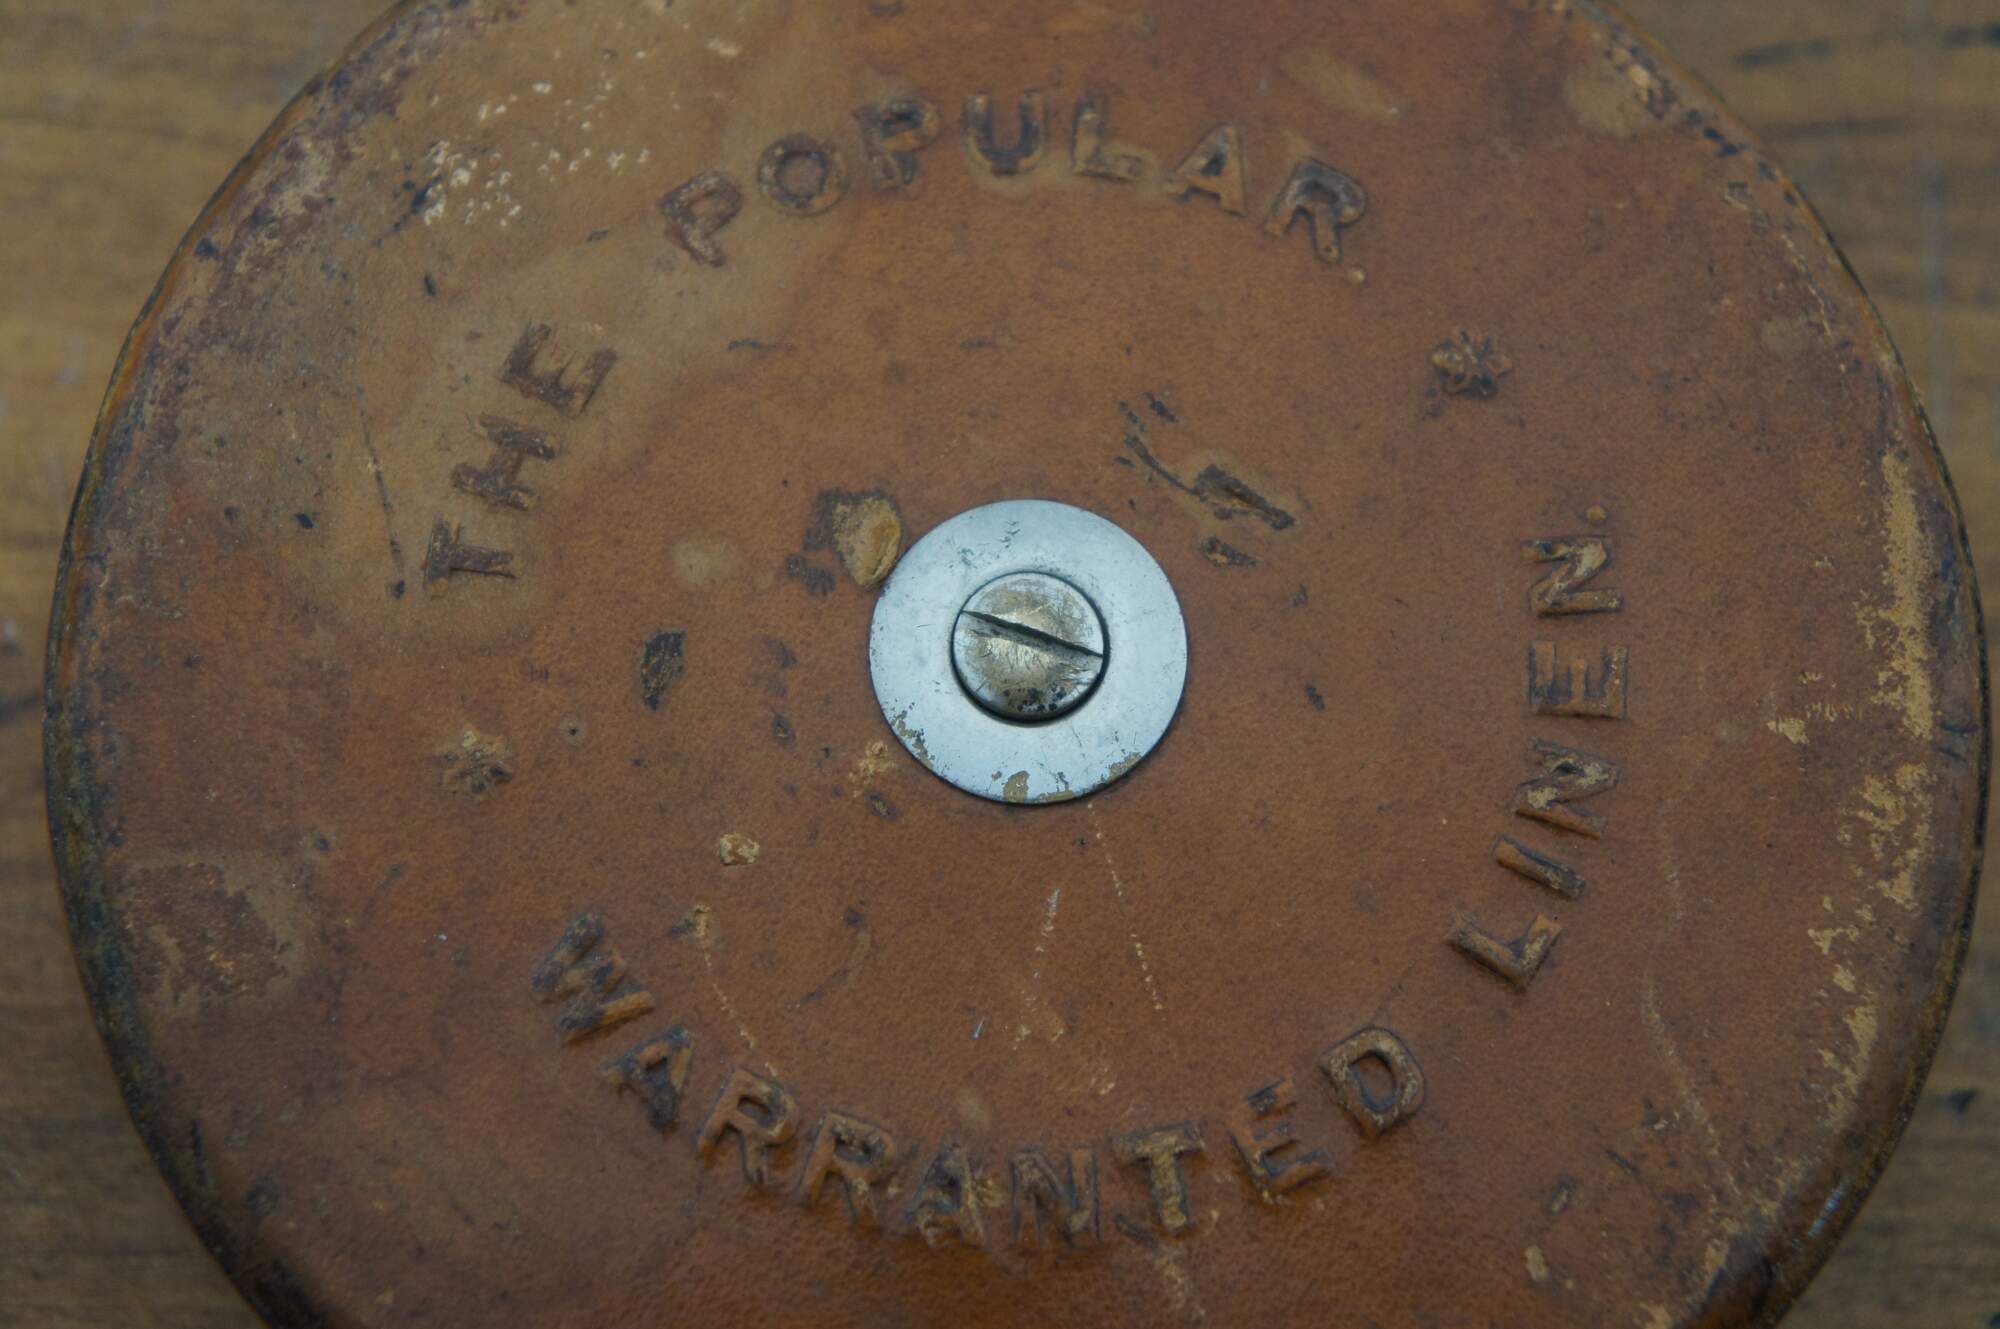 THE POPULAR.
WARRANTED LINEN.